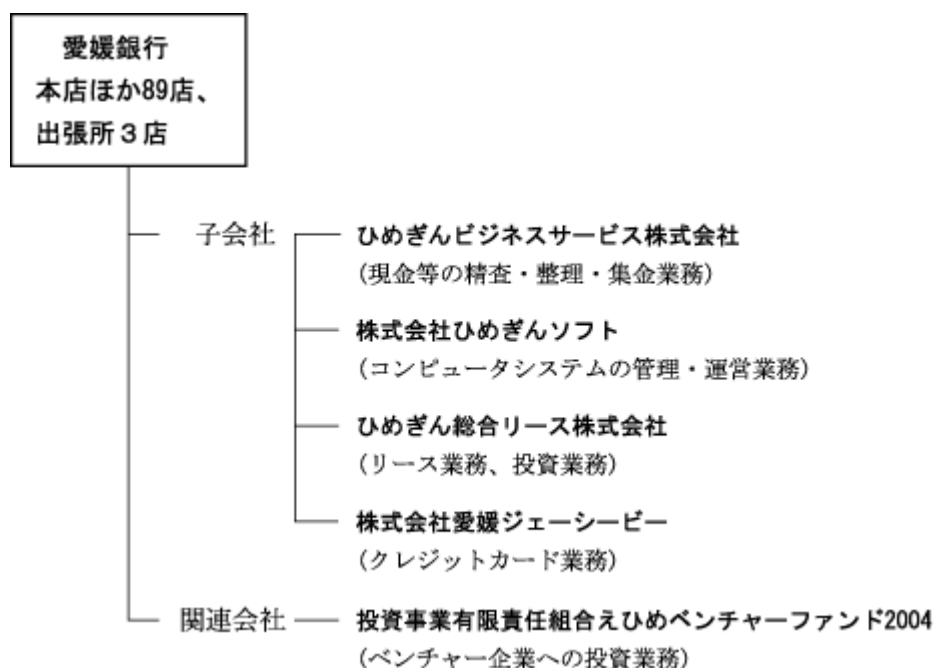 愛媛銀行
本店ほか89店、
出張所３店
子会社
ひめぎんビジネスサービス株式会社
(現金等の精査・整理・集金業務)
株式会社ひめぎんソフト
(コンピュータシステムの管理・運営業務)
ひめぎん総合リース株式会社
(リース業務、投資業務)
株式会社愛媛ジェーシービー
(クレジットカード業務)
関連会社
投資事業有限責任組合えひめベンチャーファンド2004
(ベンチャー企業への投資業務)